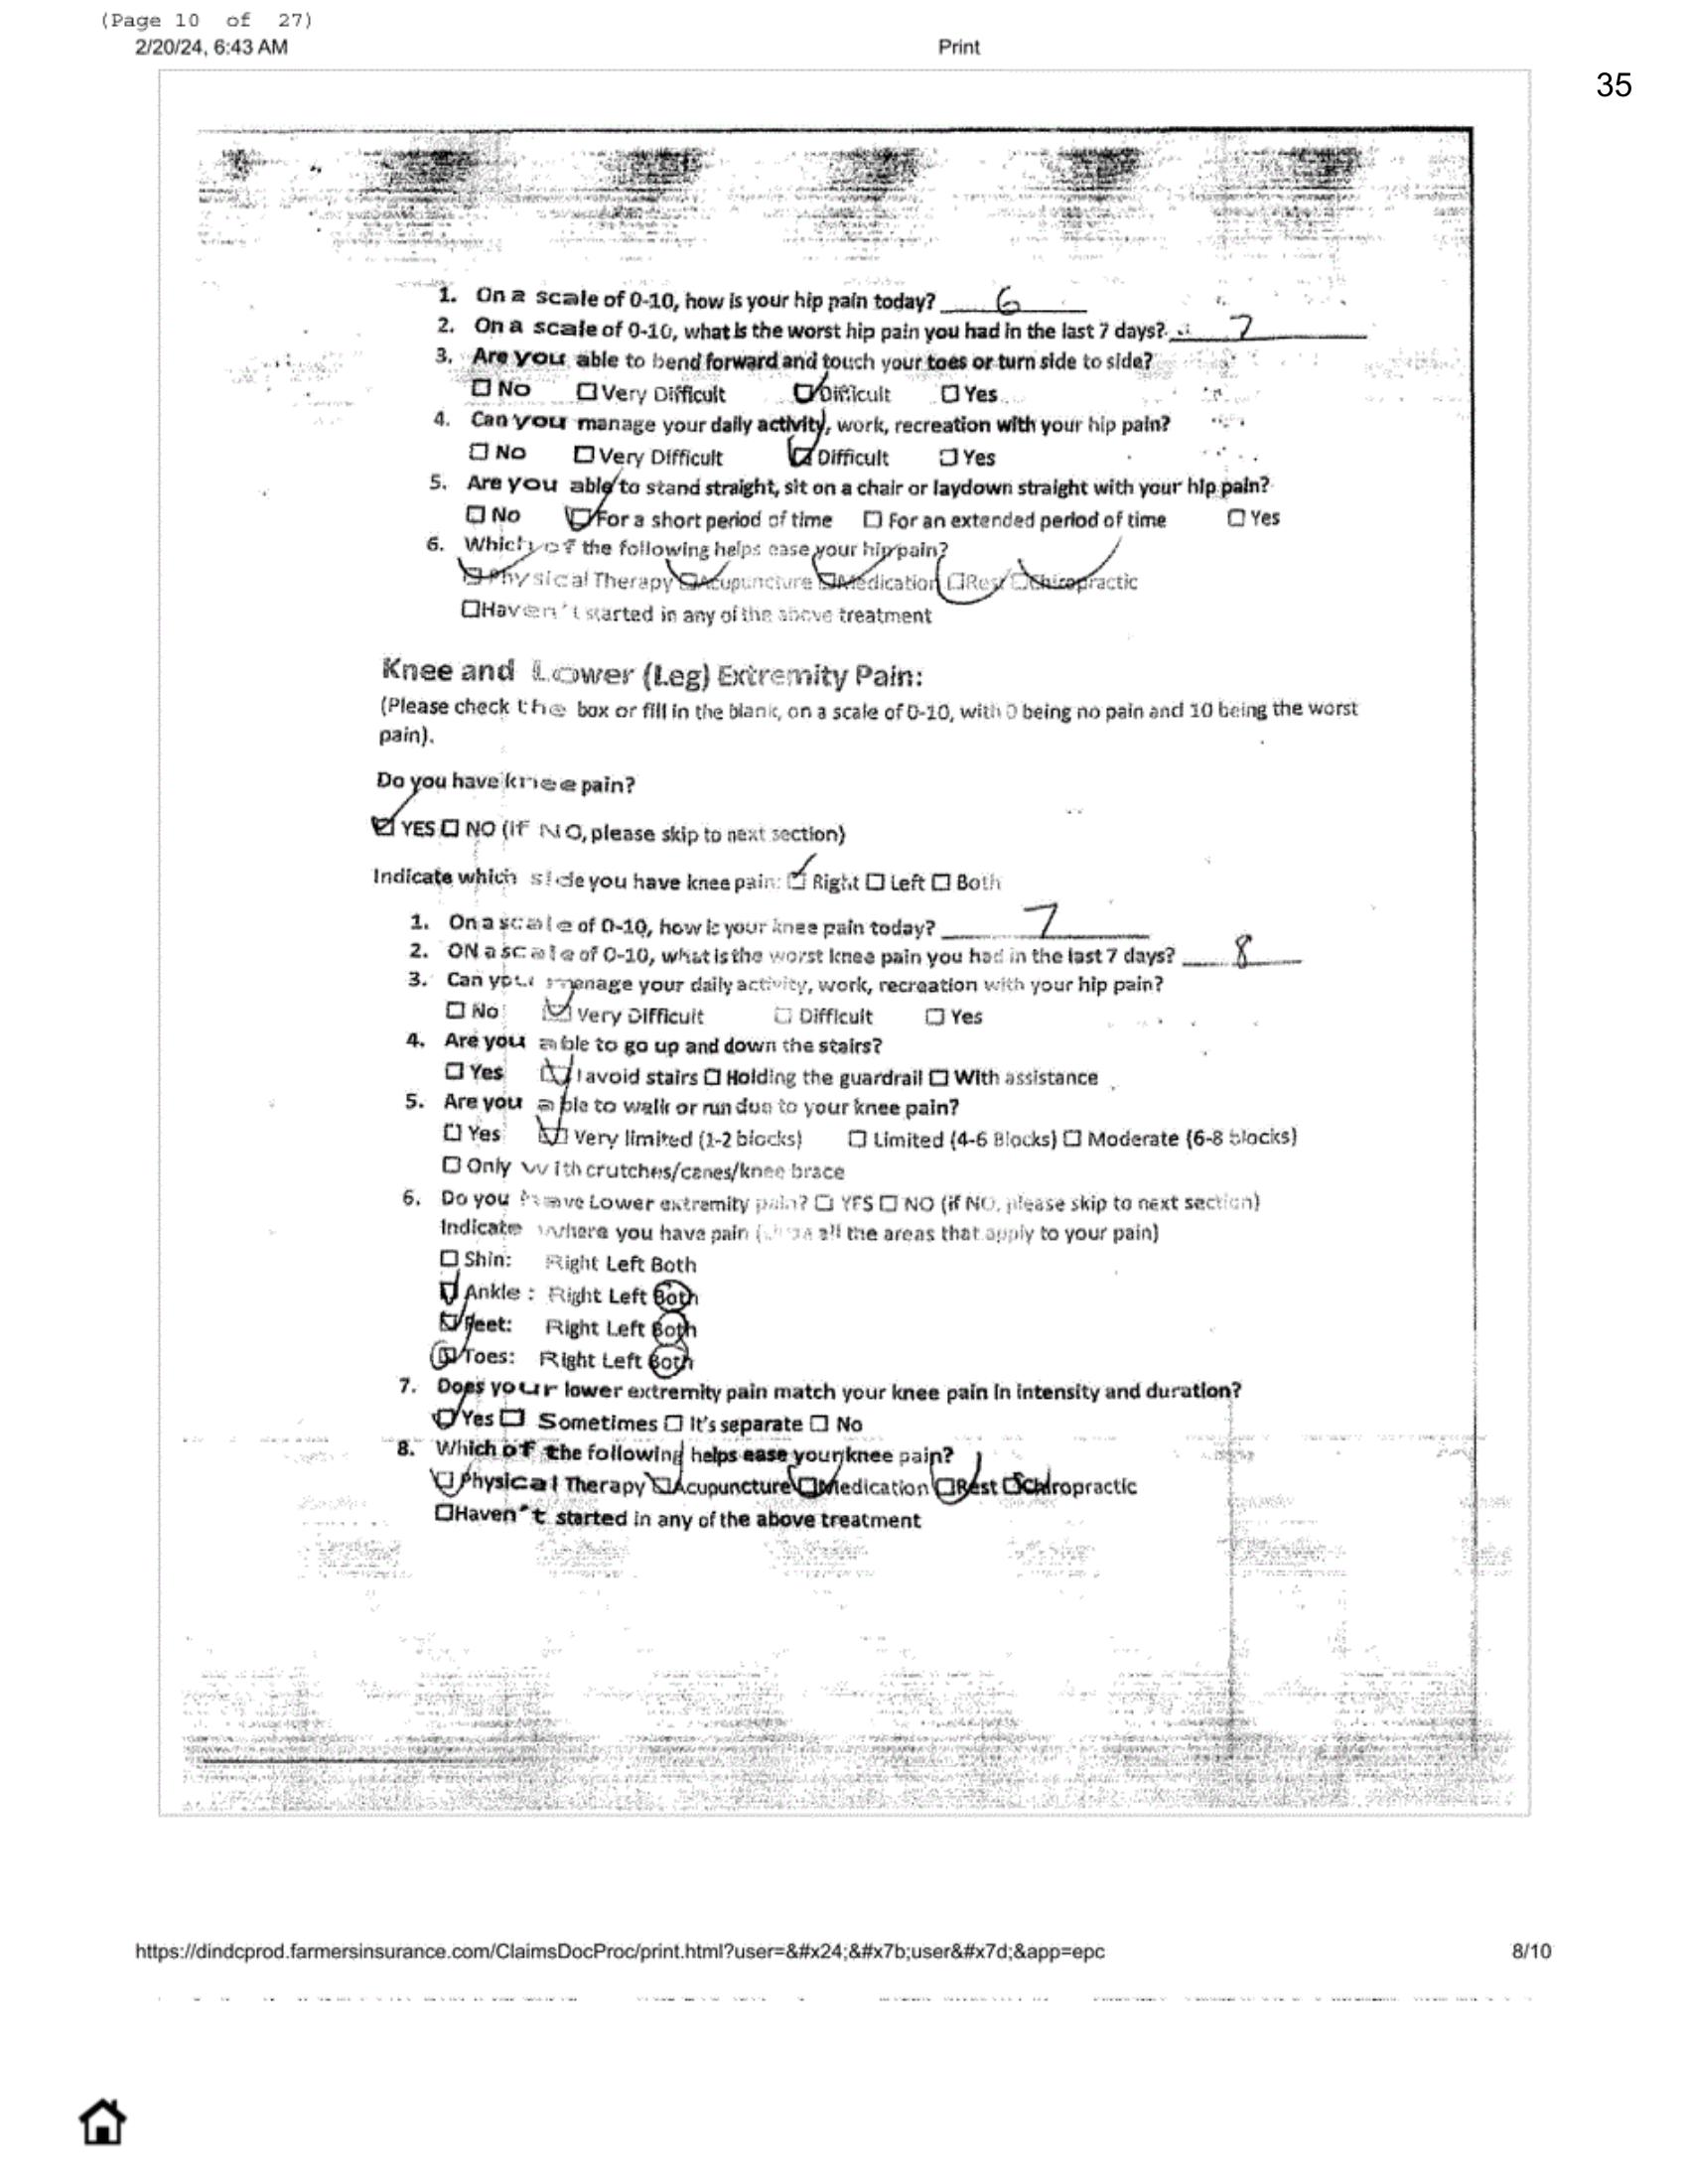 (Page 10 of 27)
2/20/24, 6:43 AM Print
35
1. On a scale of 0-10, how is your hip pain today? 6
2. On a scale of 0-10, what is the worst hip pain you had in the last 7 days? 7
3. Are you able to bend forward and touch your toes or turn side to side?
☐ No ☐ Very Difficult ☑ Difficult ☐ Yes
4. Can you manage your daily activity, work, recreation with your hip pain?
☐ No ☐ Very Difficult ☑ Difficult ☐ Yes
5. Are you able to stand straight, sit on a chair or laydown straight with your hip pain?
☐ No ☑ For a short period of time ☐ For an extended period of time ☐ Yes
6. Which of the following helps ease your hip pain?
☑ Physical Therapy ☑ Acupuncture ☑ Medication ☑ Rest ☑ Chiropractic
☐ Haven't started in any of the above treatment
Knee and Lower (Leg) Extremity Pain:
(Please check the box or fill in the blank, on a scale of 0-10, with 0 being no pain and 10 being the worst
pain).
Do you have knee pain?
☑ YES ☐ NO (If NO, please skip to next section)
Indicate which side you have knee pain: ☑ Right ☐ Left ☐ Both
1. On a scale of 0-10, how is your knee pain today? 7
2. ON a scale of 0-10, what is the worst knee pain you had in the last 7 days? 8
3. Can you manage your daily activity, work, recreation with your hip pain?
☐ No ☑ Very Difficult ☐ Difficult ☐ Yes
4. Are you able to go up and down the stairs?
☐ Yes ☑ I avoid stairs ☐ Holding the guardrail ☐ With assistance
5. Are you able to walk or run due to your knee pain?
☐ Yes ☑ Very limited (1-2 blocks) ☐ Limited (4-6 Blocks) ☐ Moderate (6-8 blocks)
☐ Only with crutches/canes/knee brace
6. Do you have Lower extremity pain? ☐ YES ☐ NO (if NO, please skip to next section)
Indicate where you have pain ( all the areas that apply to your pain)
☐ Shin: Right Left Both
☑ Ankle : Right Left Both
☑ Feet: Right Left Both
☑ Toes: Right Left Both
7. Does your lower extremity pain match your knee pain in intensity and duration?
☑ Yes ☐ Sometimes ☐ It's separate ☐ No
8. Which of the following helps ease your knee pain?
☑ Physical Therapy ☑ Acupuncture ☑ Medication ☑ Rest ☑ Chiropractic
☐ Haven't started in any of the above treatment
https://dindcprod.farmersinsurance.com/ClaimsDocProc/print.html?user=&#x24;&#x7b;user&#x7d;&app=epc 8/10